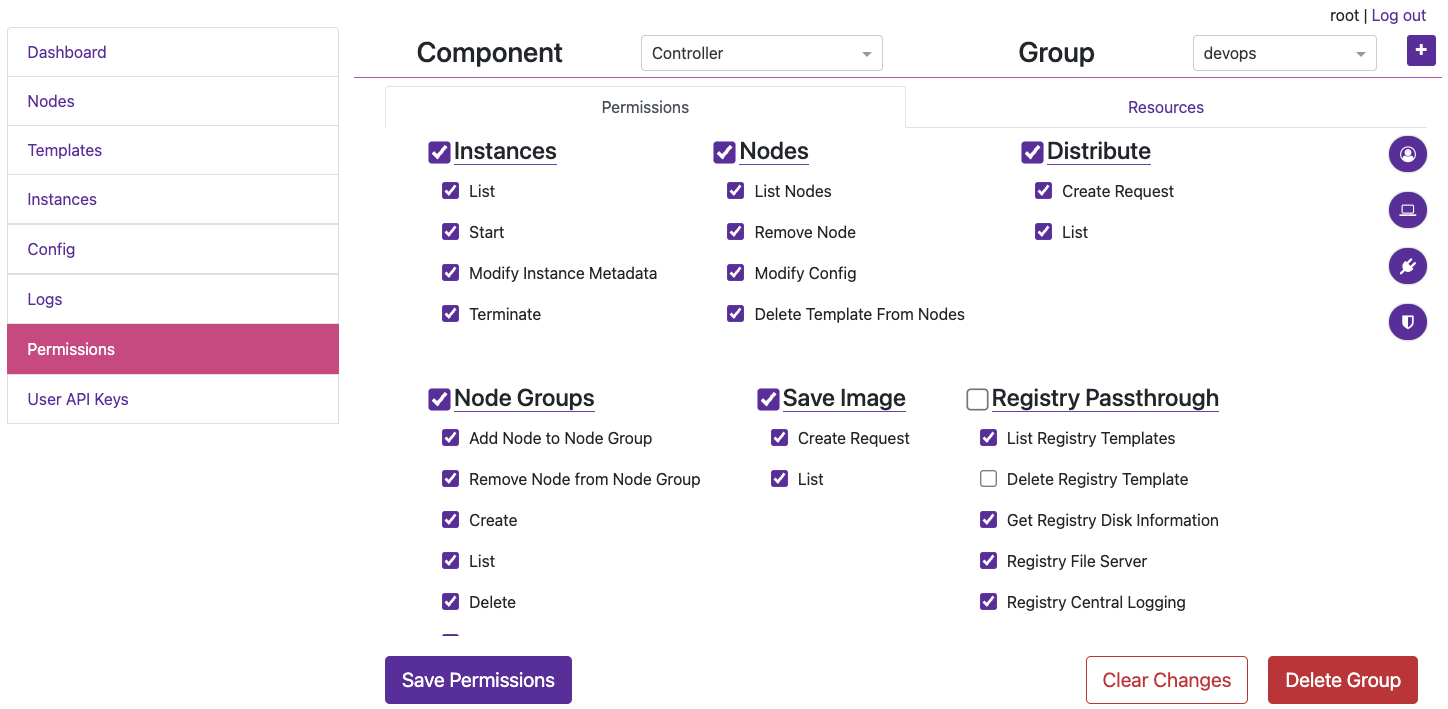 root | Log out
Component
Controller
Group
devops
+
Dashboard
Nodes
Templates
Instances
Config
Logs
Permissions
User API Keys
Permissions
Resources
Instances
List
Start
Modify Instance Metadata
Terminate
Nodes
List Nodes
Remove Node
Modify Config
Delete Template From Nodes
Distribute
Create Request
List
Node Groups
Add Node to Node Group
Remove Node from Node Group
Create
List
Delete
Save Image
Create Request
List
Registry Passthrough
List Registry Templates
Delete Registry Template
Get Registry Disk Information
Registry File Server
Registry Central Logging
Save Permissions
Clear Changes
Delete Group